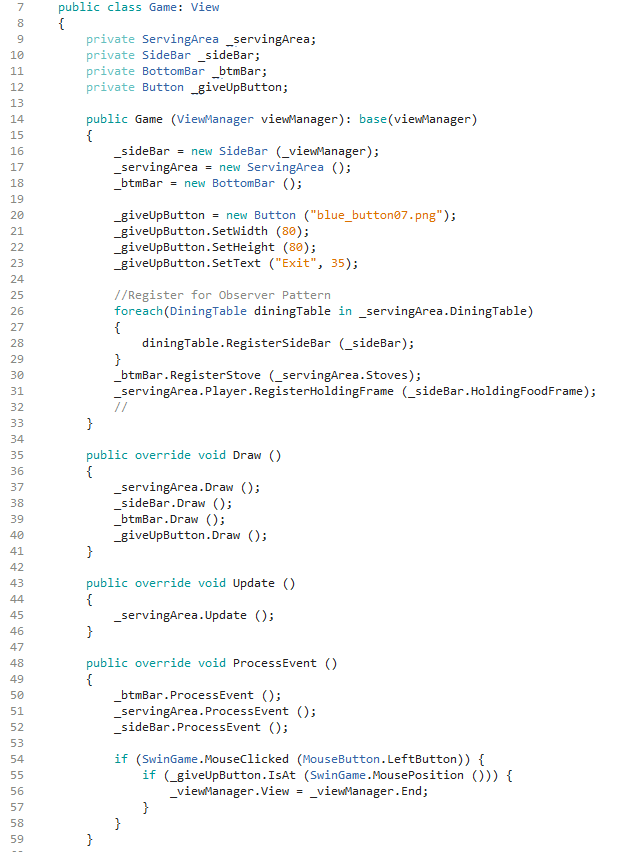 7 public class Game: View
8 {
9 private ServingArea _servingArea;
10 private SideBar _sideBar;
11 private BottomBar _btmBar;
12 private Button _giveUpButton;
13
14 public Game (ViewManager viewManager): base(viewManager)
15 {
16 _sideBar = new SideBar (_viewManager);
17 _servingArea = new ServingArea ();
18 _btmBar = new BottomBar ();
19
20 _giveUpButton = new Button ("blue_button07.png");
21 _giveUpButton.SetWidth (80);
22 _giveUpButton.SetHeight (80);
23 _giveUpButton.SetText ("Exit", 35);
24
25 //Register for Observer Pattern
26 foreach(DiningTable diningTable in _servingArea.DiningTable)
27 {
28 diningTable.RegisterSideBar (_sideBar);
29 }
30 _btmBar.RegisterStove (_servingArea.Stoves);
31 _servingArea.Player.RegisterHoldingFrame (_sideBar.HoldingFoodFrame);
32 //
33 }
34
35 public override void Draw ()
36 {
37 _servingArea.Draw ();
38 _sideBar.Draw ();
39 _btmBar.Draw ();
40 _giveUpButton.Draw ();
41 }
42
43 public override void Update ()
44 {
45 _servingArea.Update ();
46 }
47
48 public override void ProcessEvent ()
49 {
50 _btmBar.ProcessEvent ();
51 _servingArea.ProcessEvent ();
52 _sideBar.ProcessEvent ();
53
54 if (SwinGame.MouseClicked (MouseButton.LeftButton)) {
55 if (_giveUpButton.IsAt (SwinGame.MousePosition ())) {
56 _viewManager.View = _viewManager.End;
57 }
58 }
59 }